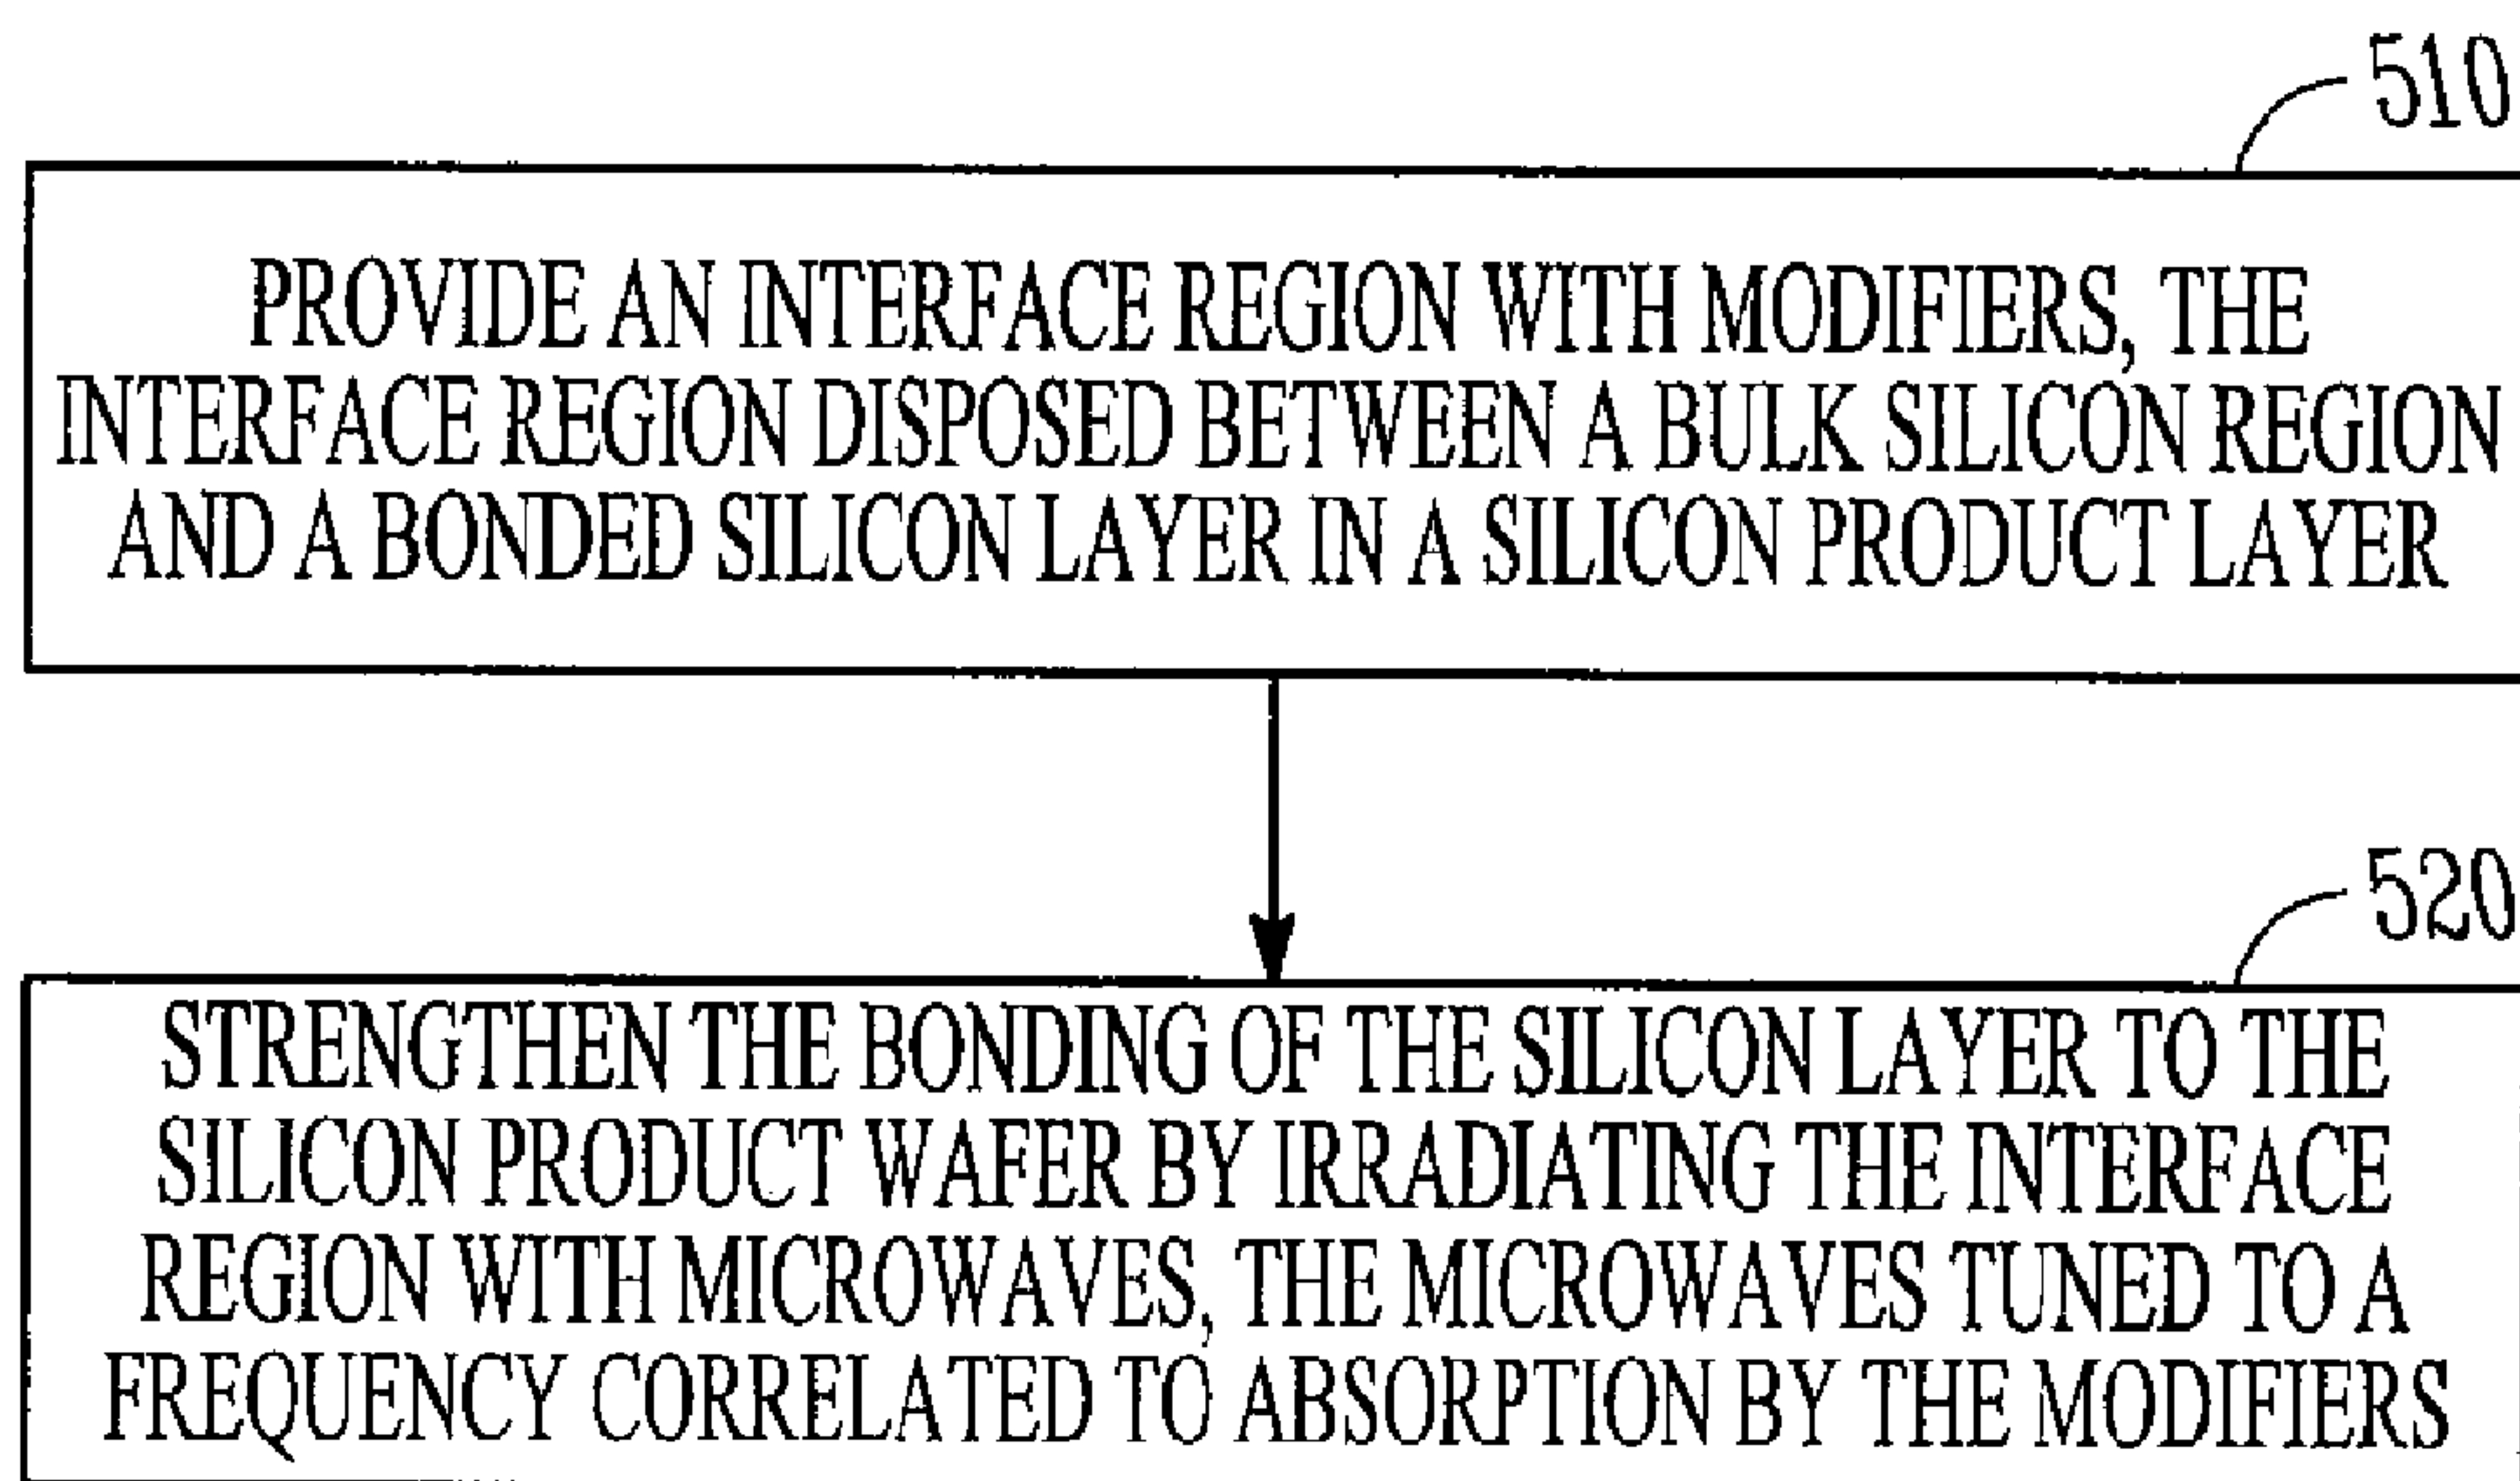 510
PROVIDE AN INTERFACE REGION WITH MODIFIERS, THE
INTERFACE REGION DISPOSED BETWEEN A BULK SILICON REGION
AND A BONDED SILICON LAYER IN A SILICON PRODUCT LAYER
520
STRENGTHEN THE BONDING OF THE SILICON LAYER TO THE
SILICON PRODUCT WAFER BY IRRADIATING THE INTERFACE
REGION WITH MICROWAVES, THE MICROWAVES TUNED TO A
FREQUENCY CORRELATED TO ABSORPTION BY THE MODIFIERS